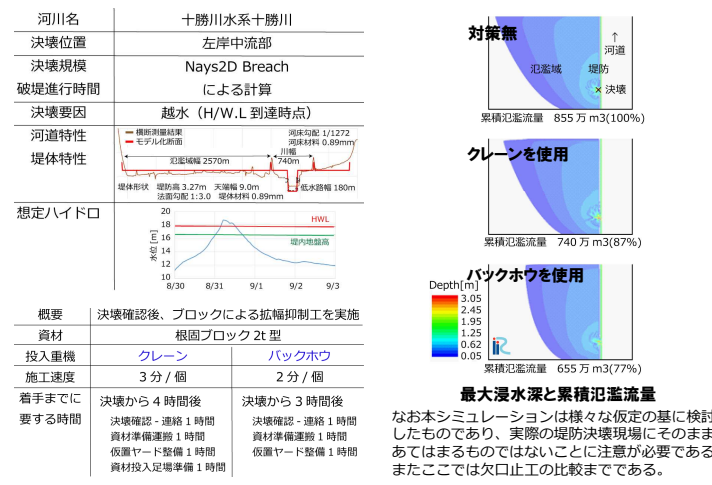 河川名 十勝川水系十勝川
決壊位置 左岸中流部
決壊規模 Nays2D Breach
破堤進行時間 による計算
決壊要因 越水（H/W.L 到達時点）
河道特性
堤体特性
横断測量結果
モデル化断面
河床勾配 1/1272
河床材料 0.89mm
川幅
氾濫域幅 2570m
740m
堤体形状 堤防高 3.27m 天端幅 9.0m 低水路幅 180m
法面勾配 1:3.0 堤体材料 0.89mm
想定ハイドロ
水位 [m]
20
18
16
14
12
10
HWL
堤内地盤高
8/30 8/31 9/1 9/2 9/3
概要 決壊確認後、ブロックによる拡幅抑制工を実施
資材 根固ブロック 2t 型
投入重機 クレーン バックホウ
施工速度 3 分 / 個 2 分 / 個
着手までに
要する時間
決壊から 4 時間後
決壊確認 - 連絡 1 時間
資材準備運搬 1 時間
仮置ヤード整備 1 時間
資材投入足場準備 1 時間
決壊から 3 時間後
決壊確認 - 連絡 1 時間
資材準備運搬 1 時間
仮置ヤード整備 1 時間
対策無
↑
河道
氾濫域 堤防
× 決壊
累積氾濫流量 855 万 m3(100%)
クレーンを使用
累積氾濫流量 740 万 m3(87%)
バックホウを使用
Depth[m]
3.05
2.45
1.95
1.25
0.62
0.05
累積氾濫流量 655 万 m3(77%)
最大浸水深と累積氾濫流量
なお本シミュレーションは様々な仮定の基に検討
したものであり、実際の堤防決壊現場にそのまま
あてはまるものではないことに注意が必要である
またここでは欠口止工の比較までである。